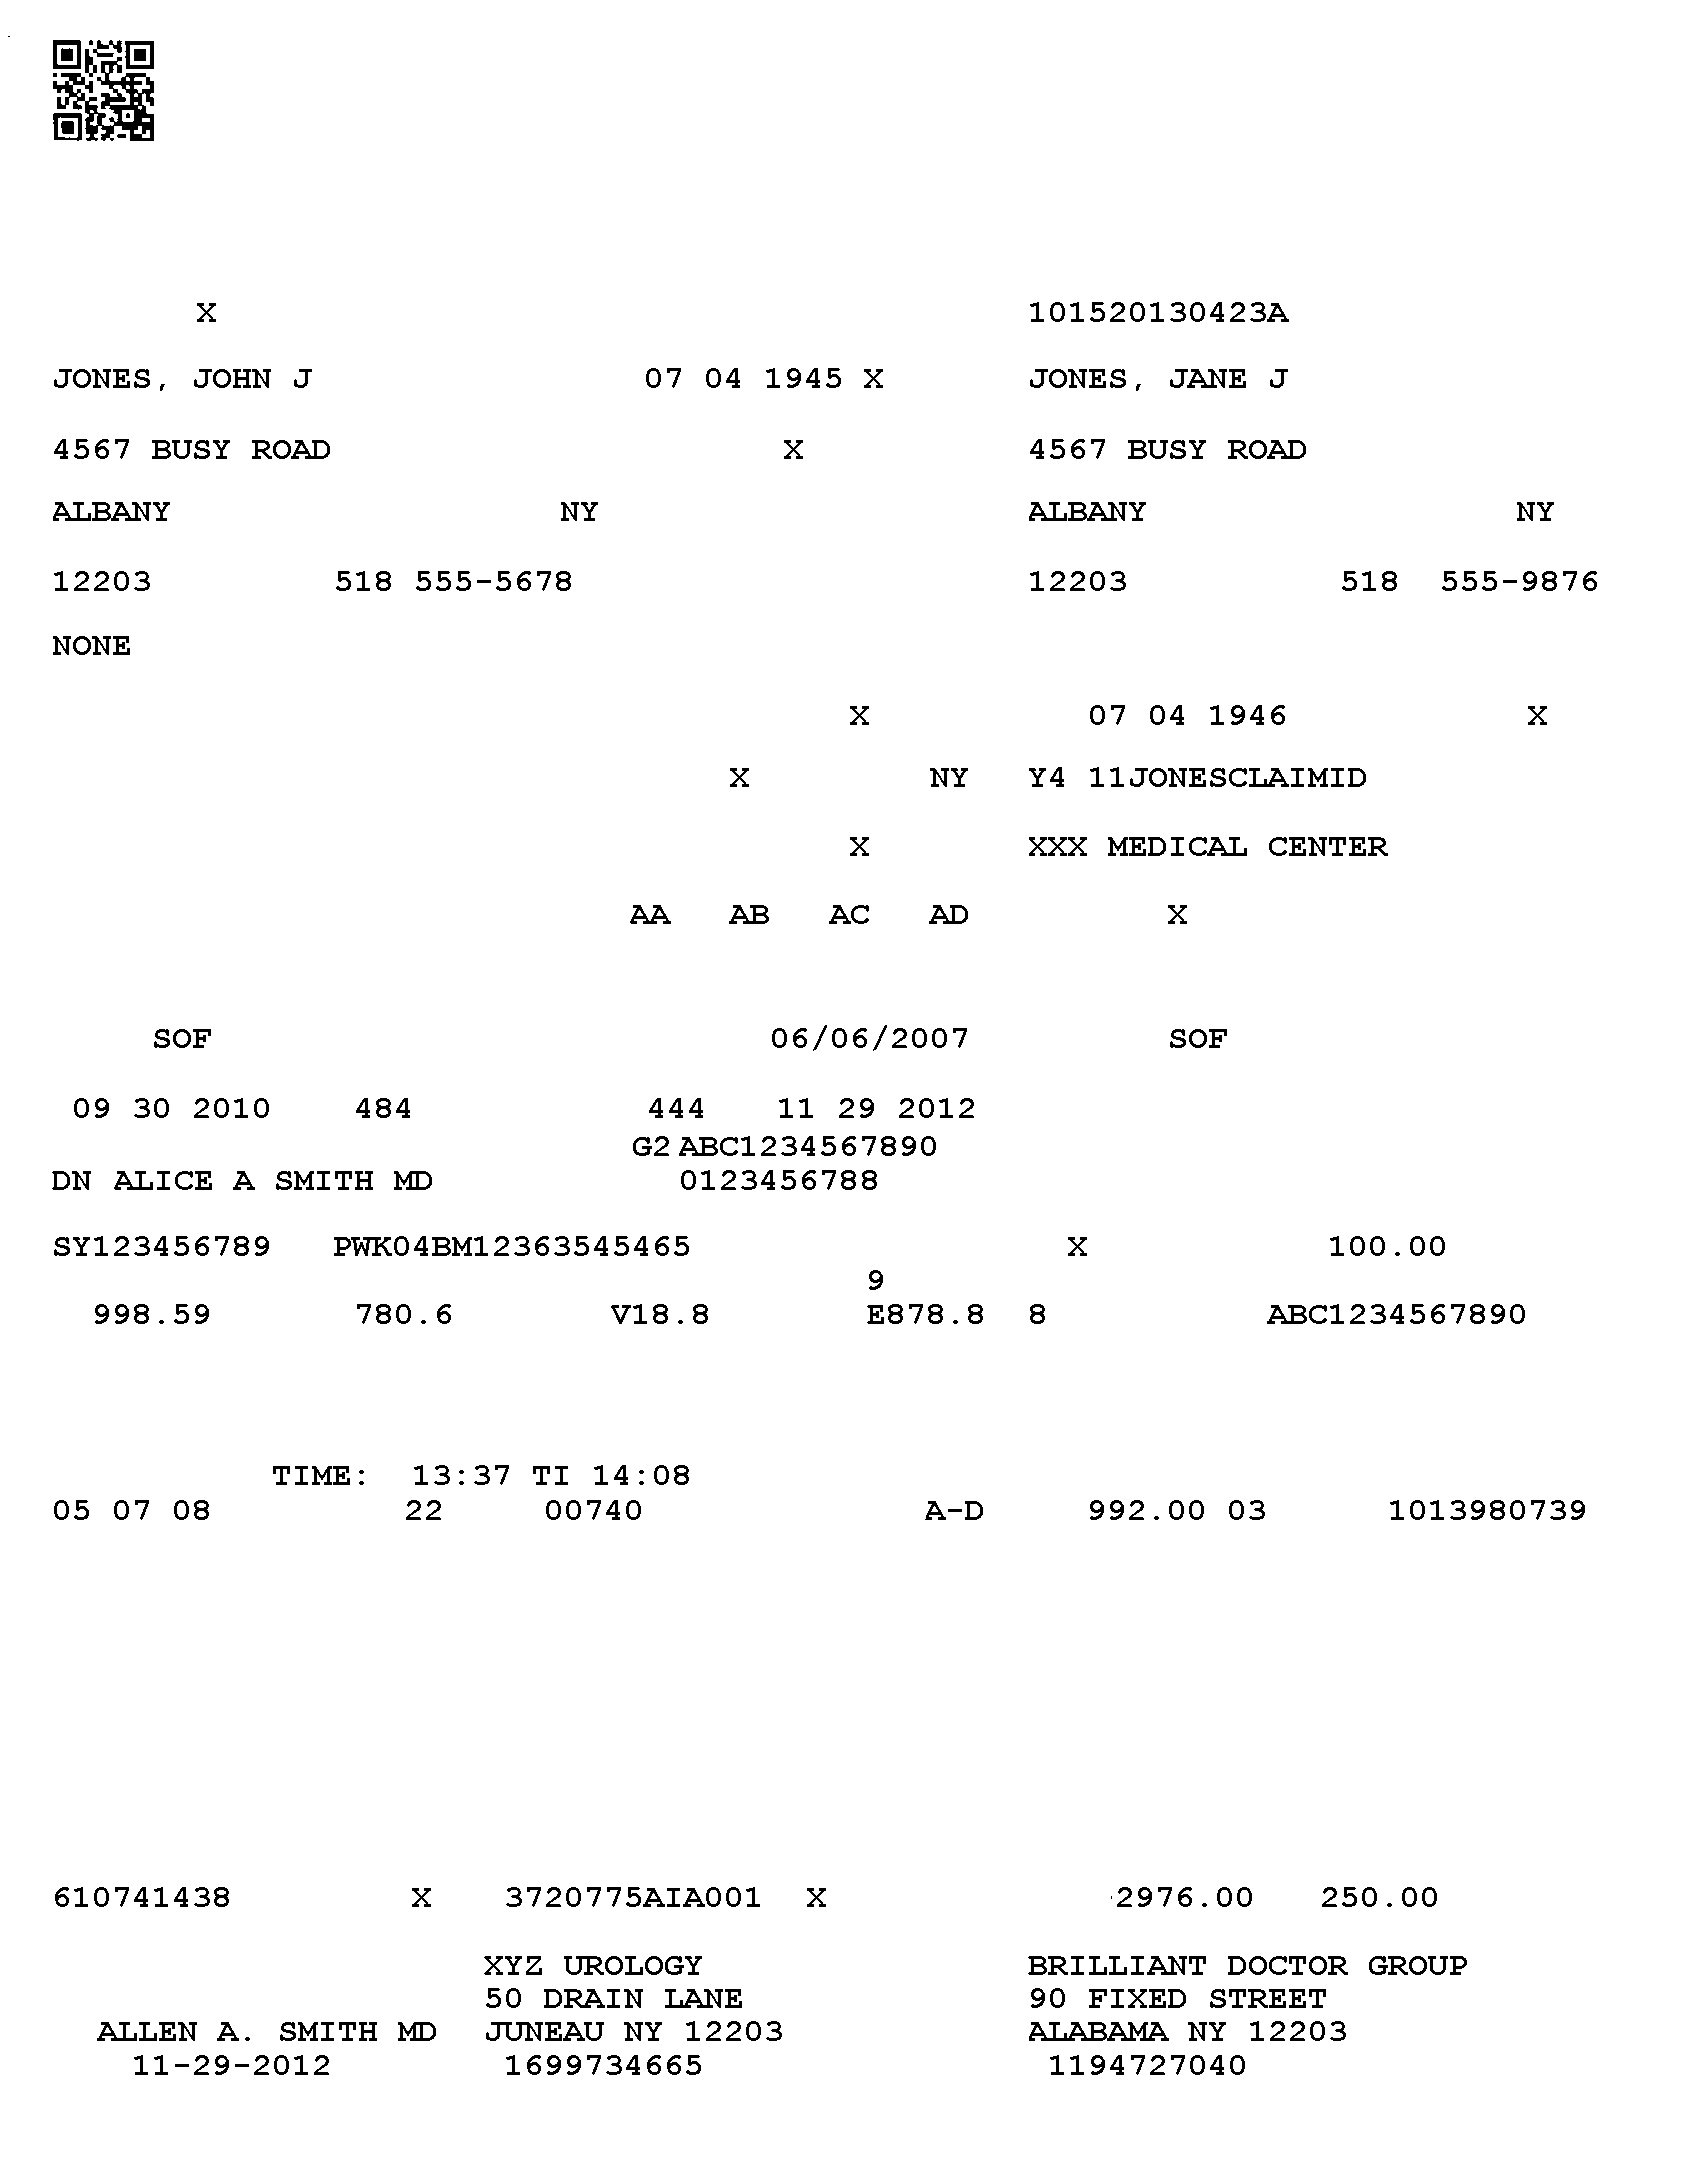 X 101520130423A
JONES, JOHN J 07 04 1945 X JONES, JANE J
4567 BUSY ROAD X 4567 BUSY ROAD
ALBANY NY ALBANY NY
12203 518 555-5678 12203 518 555-9876
NONE
X 07 04 1946 X
X NY Y4 11JONESCLAIMID
X XXX MEDICAL CENTER
AA AB AC AD X
SOF 06/06/2007 SOF
09 30 2010 484 444 11 29 2012
G2 ABC1234567890
DN ALICE A SMITH MD 0123456788
SY123456789 PWK04BM12363545465 X 100.00
9
998.59 780.6 V18.8 E878.8 8 ABC1234567890
TIME: 13:37 TI 14:08
05 07 08 22 00740 A-D 992.00 03 1013980739
610741438 X 3720775AIA001 X 2976.00 250.00
XYZ UROLOGY BRILLIANT DOCTOR GROUP
50 DRAIN LANE 90 FIXED STREET
ALLEN A. SMITH MD JUNEAU NY 12203 ALABAMA NY 12203
11-29-2012 1699734665 1194727040